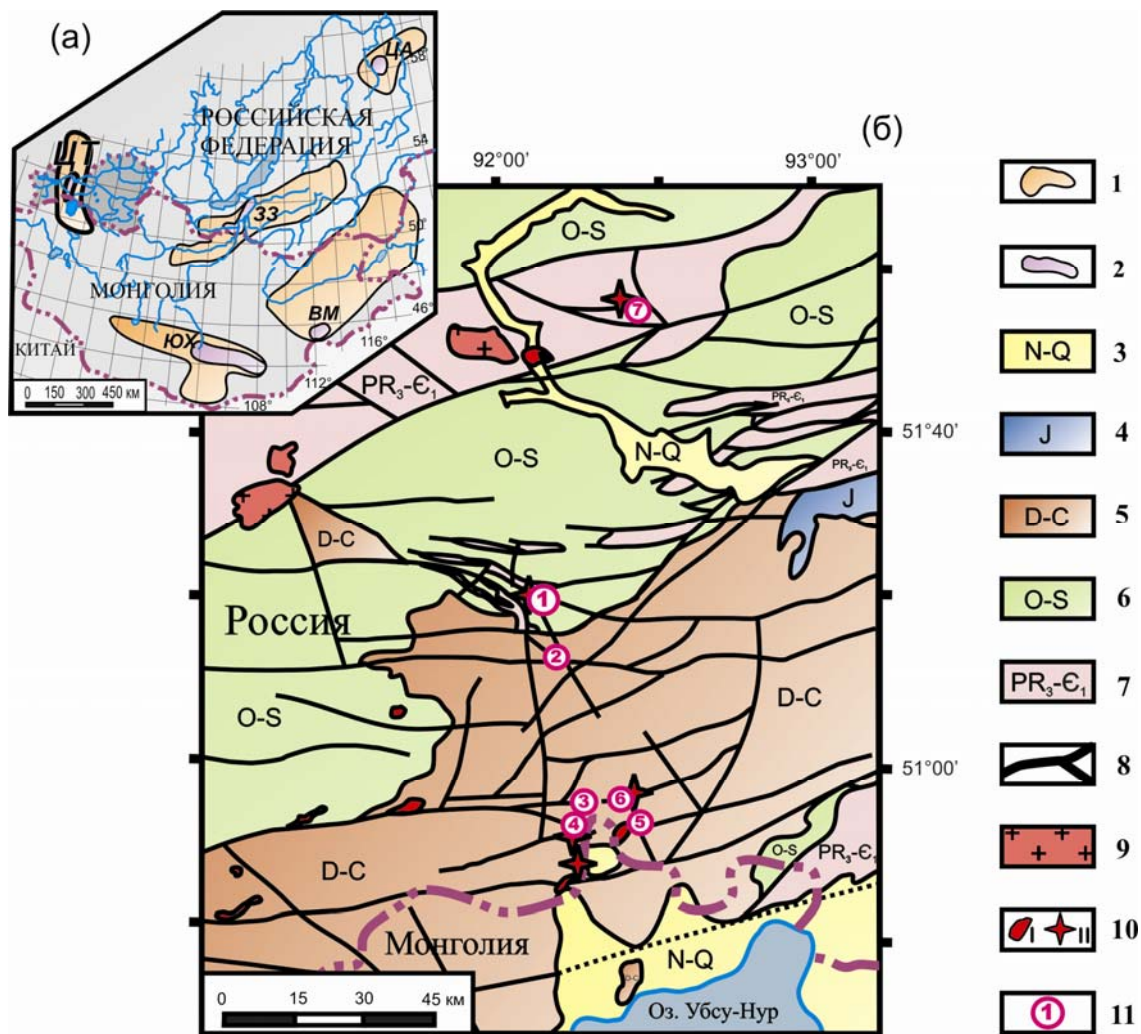 (а)
ЦА
58°
РОССИЙСКАЯ
ФЕДЕРАЦИЯ
54
ЦТ
ЗЗ
50°
МОНГОЛИЯ
46°
ВМ
116°
КИТАЙ
ЮХ
112°
108°
0 150 300 450 КМ
(б)
92°00' 93°00'
O-S
7
O-S
PR₃-Є₁
PR₃-Є₁
N-Q
51°40'
O-S
PR₃-Є₁
J
D-C
1
Россия
2
O-S
D-C
51°00'
3
6
4
5
O-S
PR₃-Є₁
D-C
Монголия
N-Q
D-C
Оз. Убсу-Нур
0 15 30 45 км
1
2
N-Q 3
J 4
D-C 5
O-S 6
PR₃-Є₁ 7
8
9
I II 10
1 11